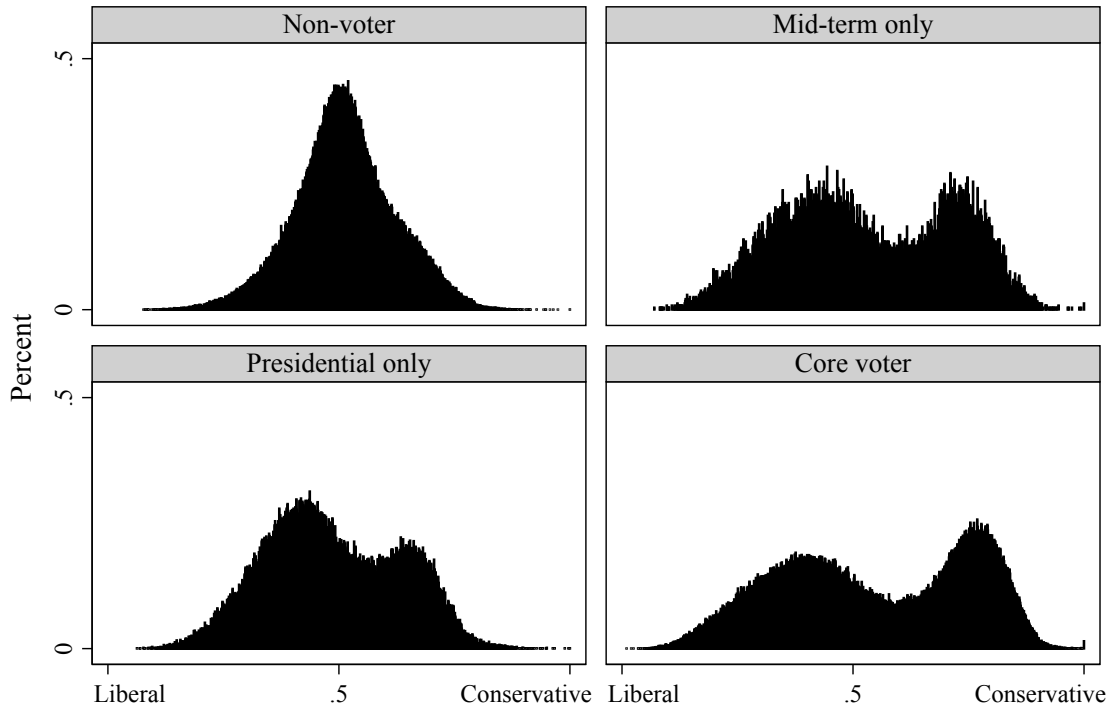 Non-voter
Mid-term only
.5
0
Presidential only
Core voter
.5
0
Percent
Liberal .5 Conservative
Liberal .5 Conservative